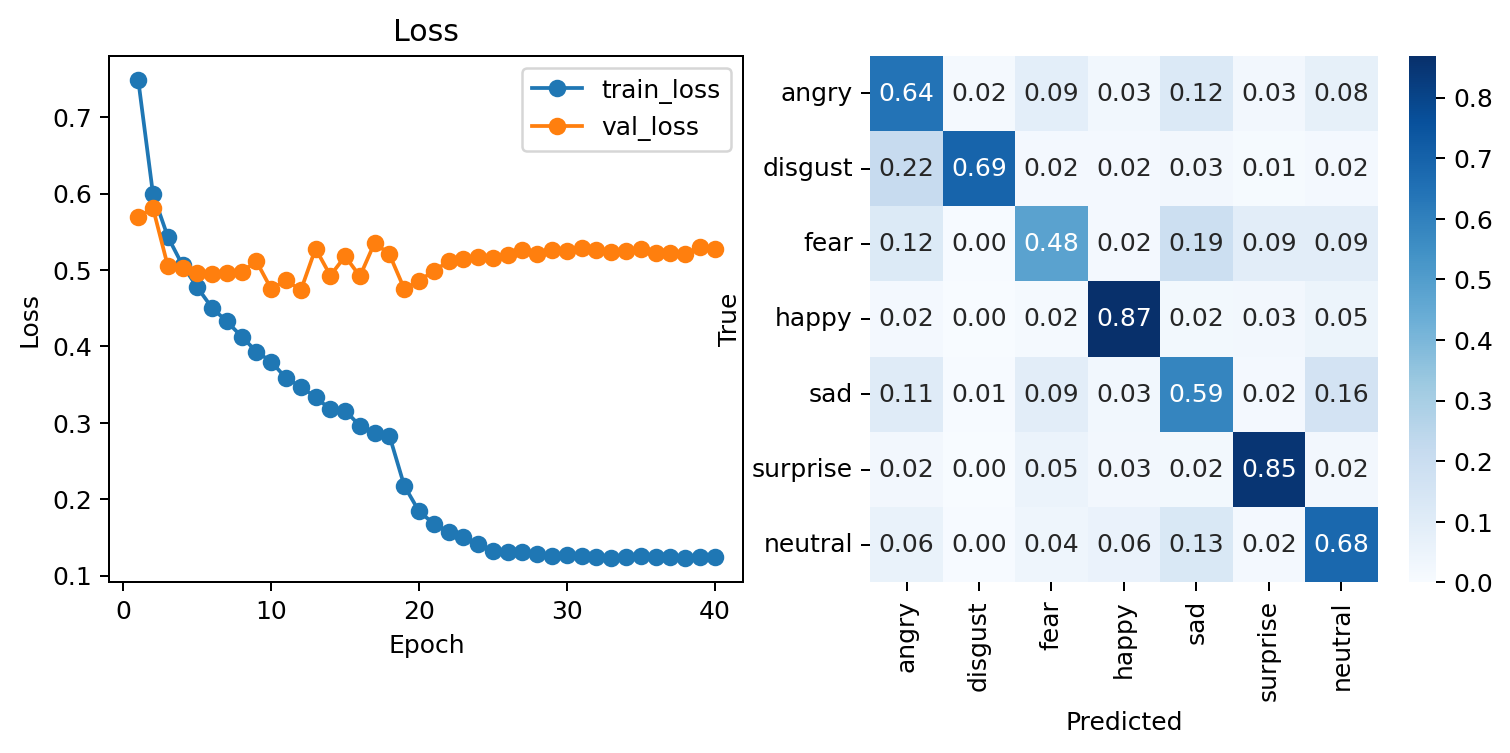 Loss
train_loss
val_loss
0.7
0.6
0.5
0.4
0.3
0.2
0.1
Loss
0 10 20 30 40
Epoch
True
angry 0.64 0.02 0.09 0.03 0.12 0.03 0.08
disgust 0.22 0.69 0.02 0.02 0.03 0.01 0.02
fear 0.12 0.00 0.48 0.02 0.19 0.09 0.09
happy 0.02 0.00 0.02 0.87 0.02 0.03 0.05
sad 0.11 0.01 0.09 0.03 0.59 0.02 0.16
surprise 0.02 0.00 0.05 0.03 0.02 0.85 0.02
neutral 0.06 0.00 0.04 0.06 0.13 0.02 0.68
angry disgust fear happy sad surprise neutral
Predicted
0.8
0.7
0.6
0.5
0.4
0.3
0.2
0.1
0.0